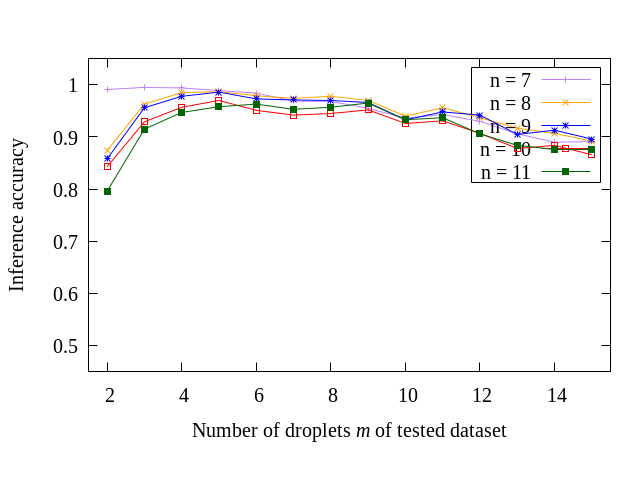 1
0.9
0.8
0.7
0.6
0.5
Inference accuracy
n = 7
n = 8
n = 9
n = 10
n = 11
2 4 6 8 10 12 14
Number of droplets m of tested dataset